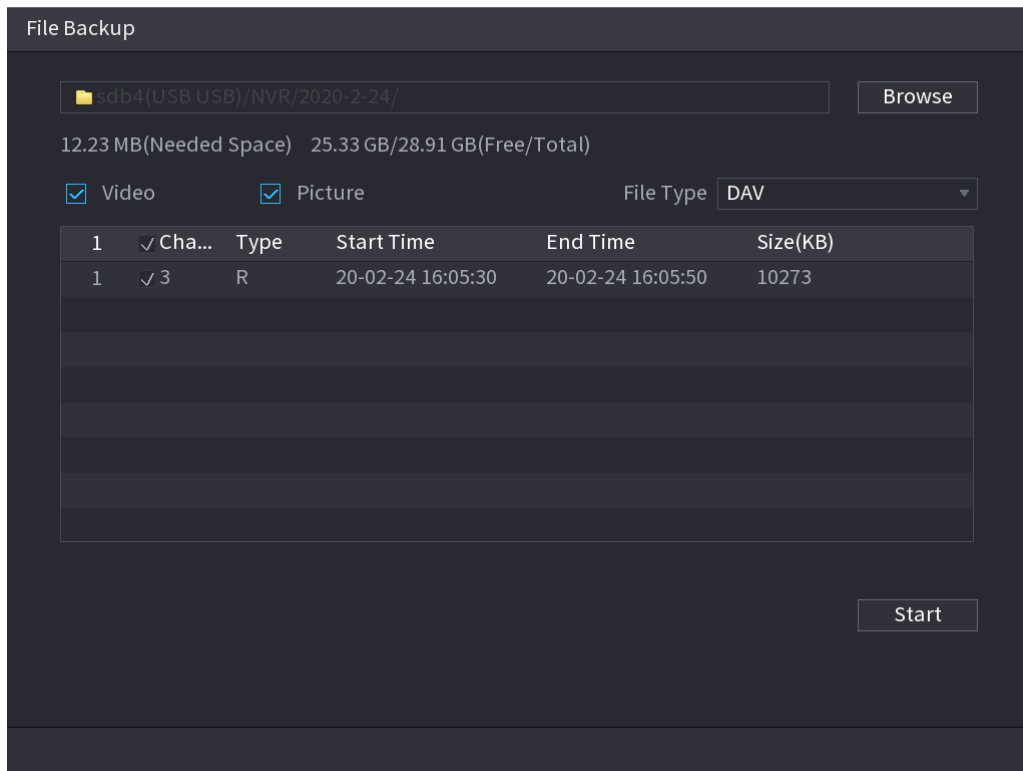 File Backup
sdb4(USB USB)/NVR/2020-2-24/ Browse
12.23 MB(Needed Space) 25.33 GB/28.91 GB(Free/Total)
Video Picture File Type DAV
1 Cha... Type Start Time End Time Size(KB)
1 3 R 20-02-24 16:05:30 20-02-24 16:05:50 10273
Start